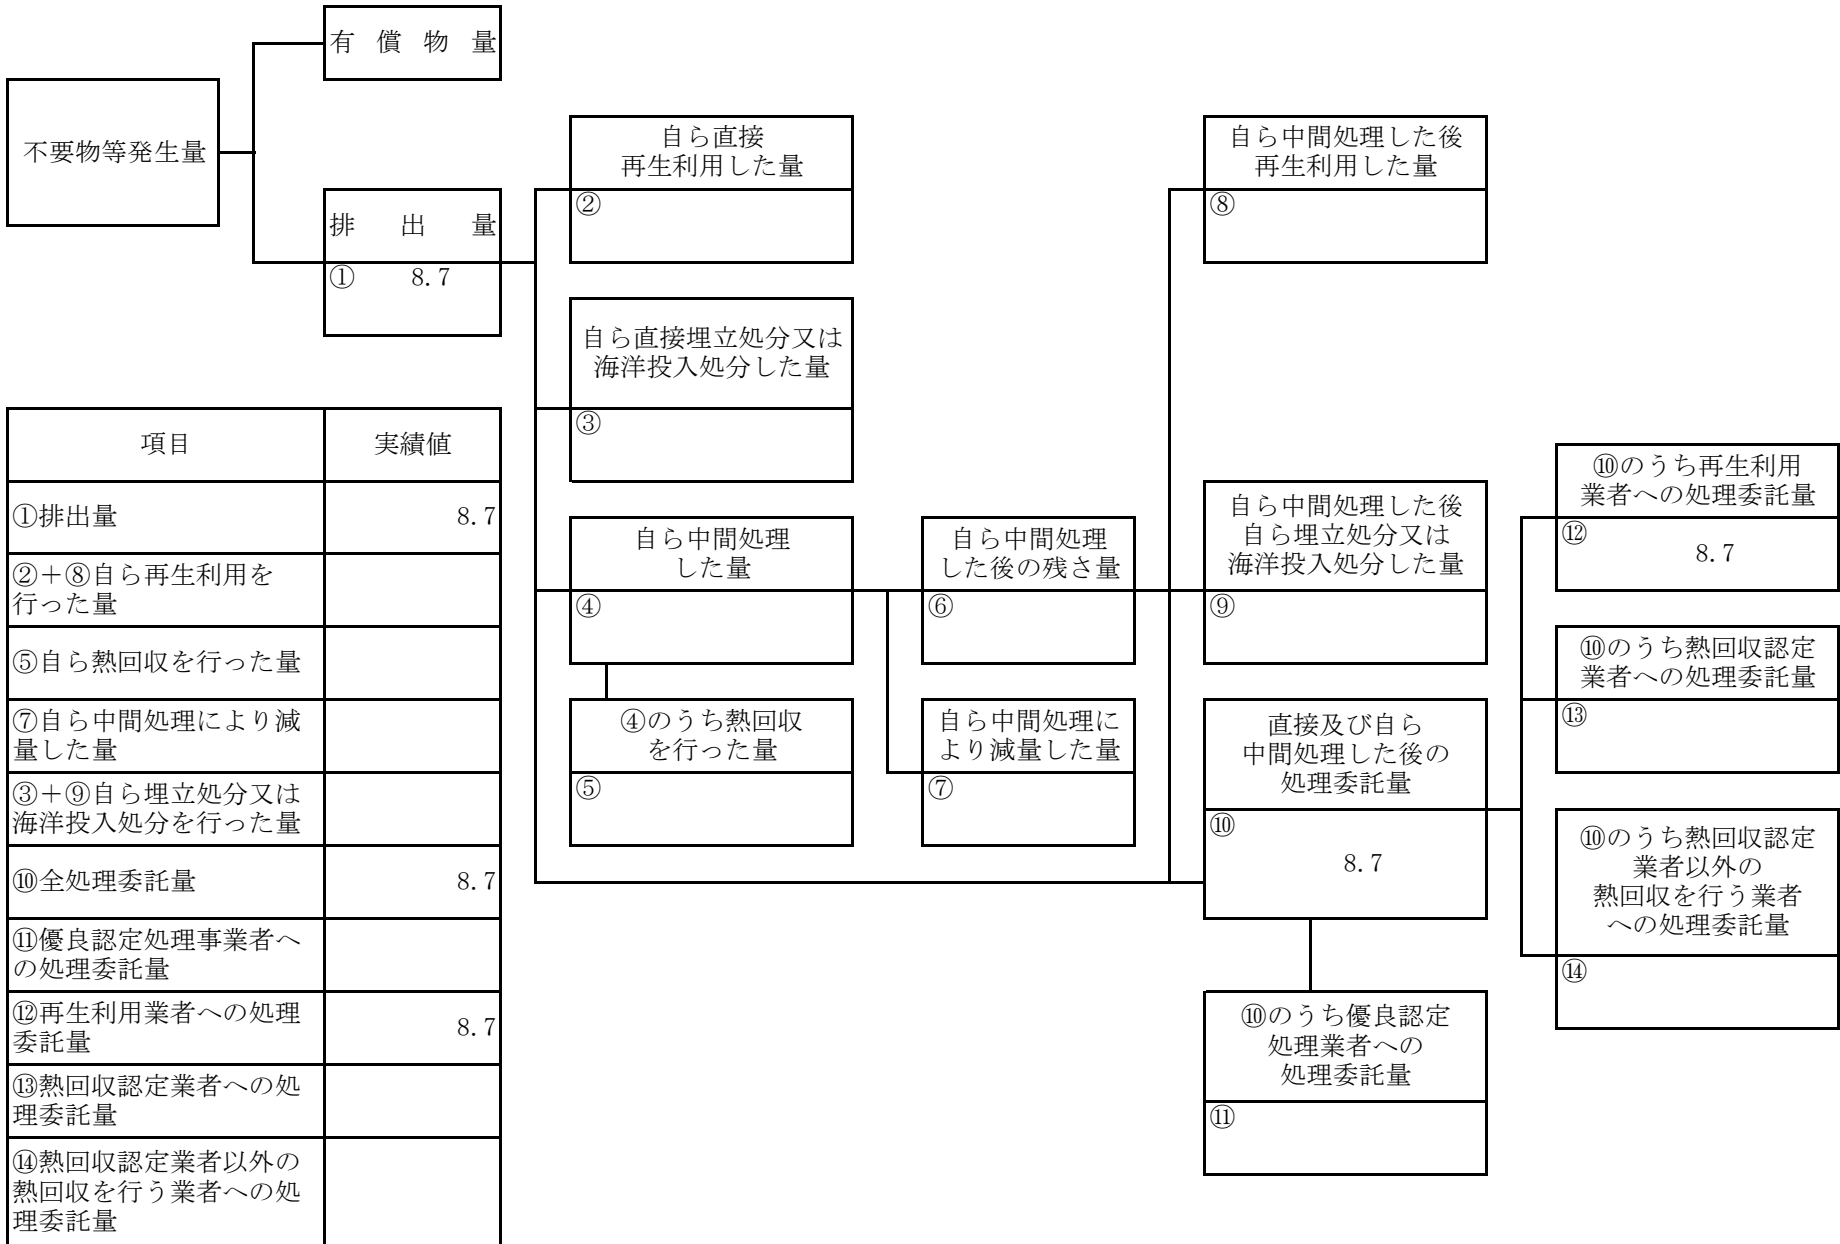 有 償 物 量
不要物等発生量
排 出 量
① 8.7
自ら直接
再生利用した量
②
自ら直接埋立処分又は
海洋投入処分した量
③
自ら中間処理
した量
④
④のうち熱回収
を行った量
⑤
自ら中間処理
した後の残さ量
⑥
自ら中間処理に
より減量した量
⑦
自ら中間処理した後
再生利用した量
⑧
自ら中間処理した後
自ら埋立処分又は
海洋投入処分した量
⑨
直接及び自ら
中間処理した後の
処理委託量
⑩
8.7
⑩のうち優良認定
処理業者への
処理委託量
⑪
⑩のうち再生利用
業者への処理委託量
⑫
8.7
⑩のうち熱回収認定
業者への処理委託量
⑬
⑩のうち熱回収認定
業者以外の
熱回収を行う業者
への処理委託量
⑭
項目 実績値
①排出量 8.7
②＋⑧自ら再生利用を
行った量
⑤自ら熱回収を行った量
⑦自ら中間処理により減
量した量
③＋⑨自ら埋立処分又は
海洋投入処分を行った量
⑩全処理委託量 8.7
⑪優良認定処理事業者へ
の処理委託量
⑫再生利用業者への処理
委託量 8.7
⑬熱回収認定業者への処
理委託量
⑭熱回収認定業者以外の
熱回収を行う業者への処
理委託量